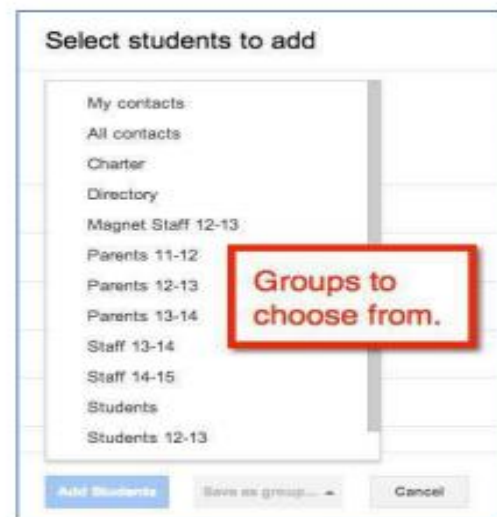 Select students to add
My contacts
All contacts
Charter
Directory
Magnet Staff 12-13
Parents 11-12
Parents 12-13
Parents 13-14
Staff 13-14
Staff 14-15
Students
Students 12-13
Groups to
choose from.
Add Students Save as group... Cancel